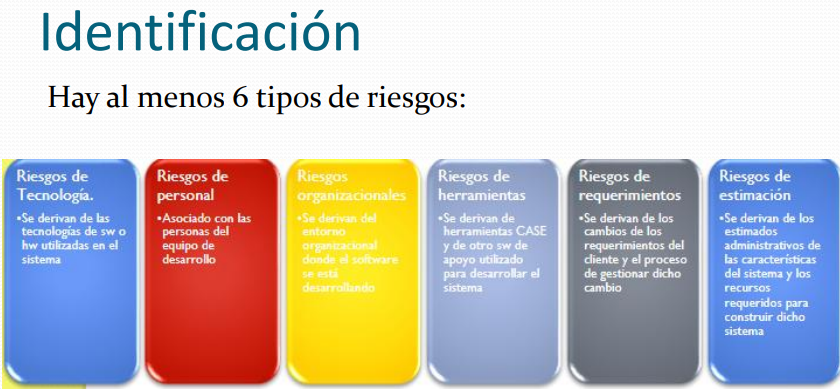 Identificación
Hay al menos 6 tipos de riesgos:
Riesgos de
Tecnología.
•Se derivan de las
tecnologías de sw o
hw utilizadas en el
sistema
Riesgos de
personal
•Asociado con las
personas del
equipo de
desarrollo
Riesgos
organizacionales
•Se derivan del
entorno
organizacional
donde el software
se está
desarrollando
Riesgos de
herramientas
•Se derivan de
herramientas CASE
y de otro sw de
apoyo utilizado
para desarrollar el
sistema
Riesgos de
requerimientos
•Se derivan de los
cambios de los
requerimientos del
cliente y el proceso
de gestionar dicho
cambio
Riesgos de
estimación
•Se derivan de los
estimados
administrativos de
las características
del sistema y los
recursos
requeridos para
construir dicho
sistema